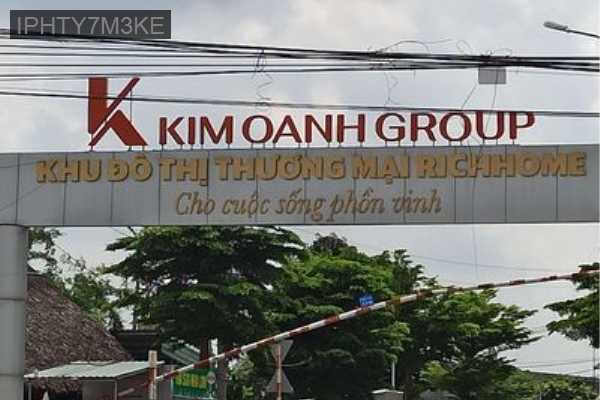 IPHTY7M3KE
KIM OANH GROUP
KHU ĐÔ THỊ THƯƠNG MẠI RICHHOME
Cho cuộc sống phồn vinh